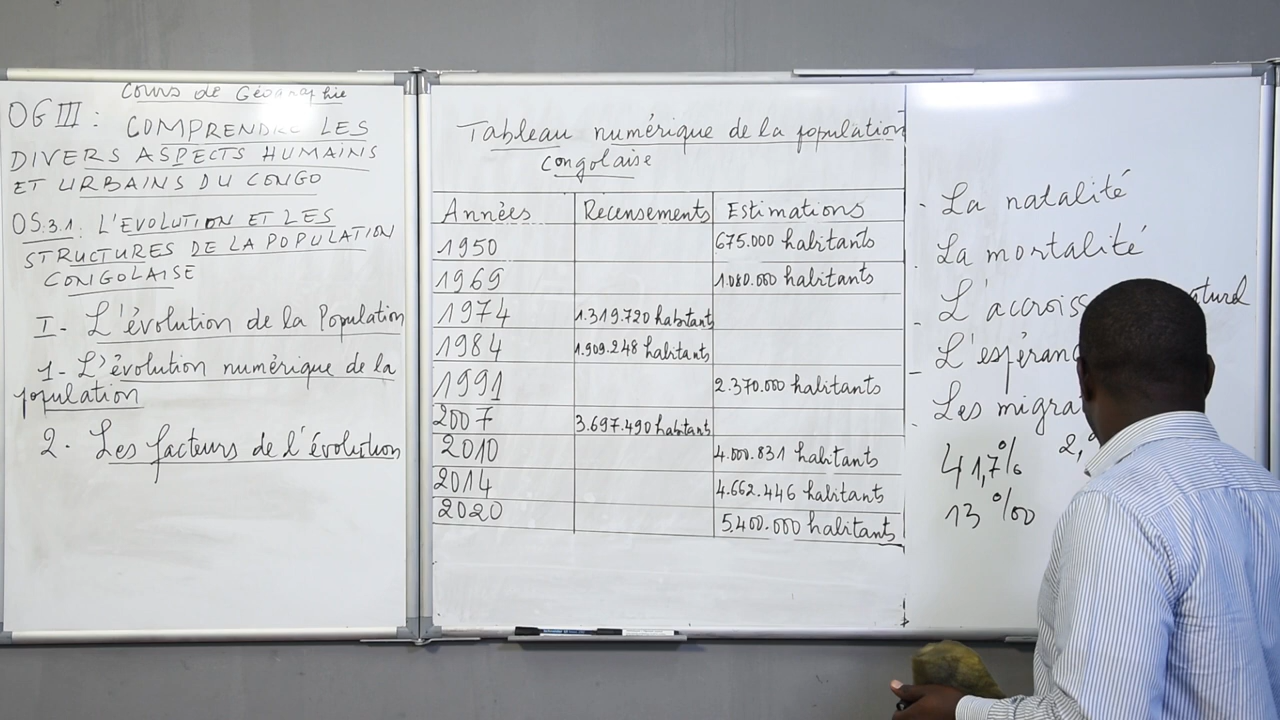 Cours de Géographie
OG III : COMPRENDRE LES
DIVERS ASPECTS HUMAINS
ET URBAINS DU CONGO
OS.3.1: L'EVOLUTION ET LES
STRUCTURES DE LA POPULATION
CONGOLAISE
I- L'évolution de la Population
1- L'évolution numérique de la
population
2. Les facteurs de l'évolution
Tableau numérique de la population
Congolaise
Années Recensements Estimations
1950 675.000 habitants
1969 1.080.000 habitants
1974 1.319.720 habitants
1984 1.909.248 habitants
1991 2.370.000 habitants
2007 3.697.490 habitants
2010 4.000.831 habitants
2014 4.662.446 habitants
2020 5.400.000 habitants
- La natalité
- La mortalité
- L'accrois
- L'espéran
- Les migra
41,7%
13 %00